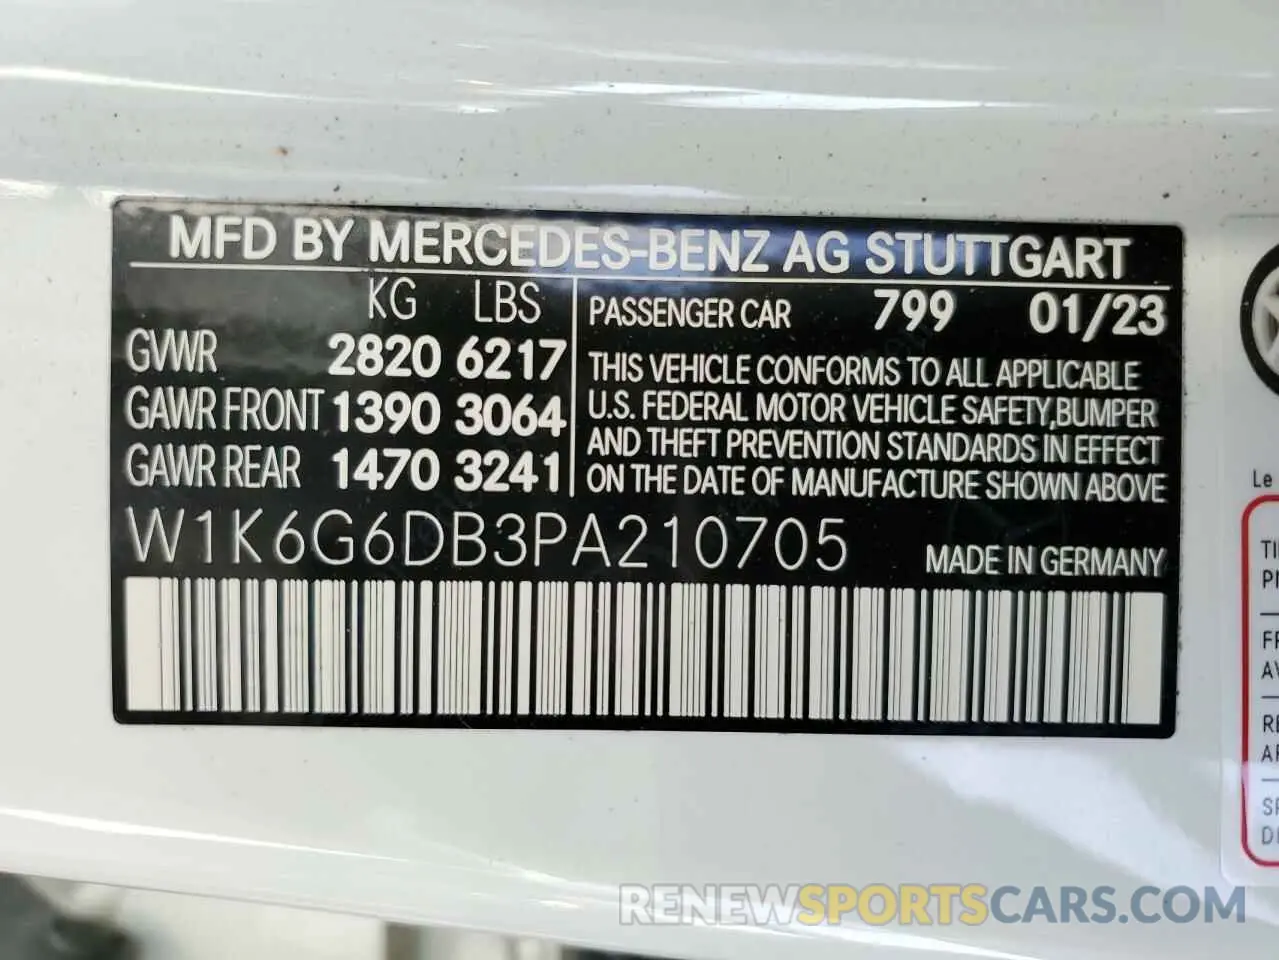 MFD BY MERCEDES-BENZ AG STUTTGART
KG LBS
GVWR 2820 6217
GAWR FRONT 1390 3064
GAWR REAR 1470 3241
PASSENGER CAR 799 01/23
THIS VEHICLE CONFORMS TO ALL APPLICABLE
U.S. FEDERAL MOTOR VEHICLE SAFETY,BUMPER
AND THEFT PREVENTION STANDARDS IN EFFECT
ON THE DATE OF MANUFACTURE SHOWN ABOVE
W1K6G6DB3PA210705
MADE IN GERMANY
Le
RENEWSPORTSCARS.COM